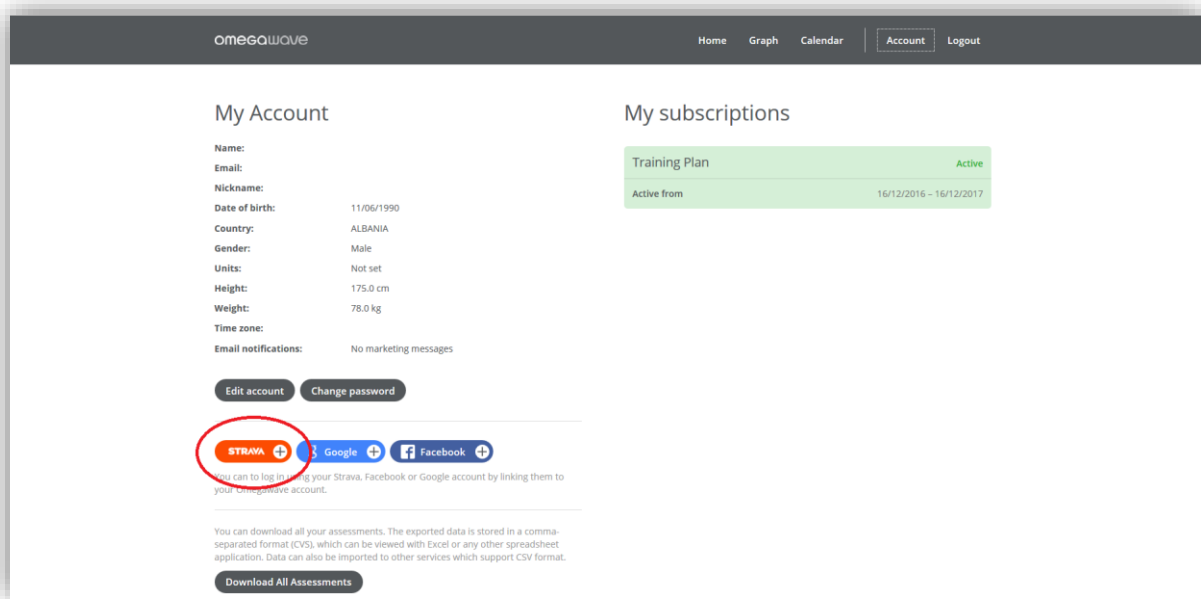 omegawave
Home Graph Calendar Account Logout
My Account
Name:
Email:
Nickname:
Date of birth: 11/06/1990
Country: ALBANIA
Gender: Male
Units: Not set
Height: 175.0 cm
Weight: 78.0 kg
Time zone:
Email notifications: No marketing messages
Edit account Change password
STRAVA Google Facebook
You can to log in using your Strava, Facebook or Google account by linking them to
your Omegawave account.
You can download all your assessments. The exported data is stored in a comma-
separated format (CVS), which can be viewed with Excel or any other spreadsheet
application. Data can also be imported to other services which support CSV format.
Download All Assessments
My subscriptions
Training Plan Active
Active from 16/12/2016 – 16/12/2017